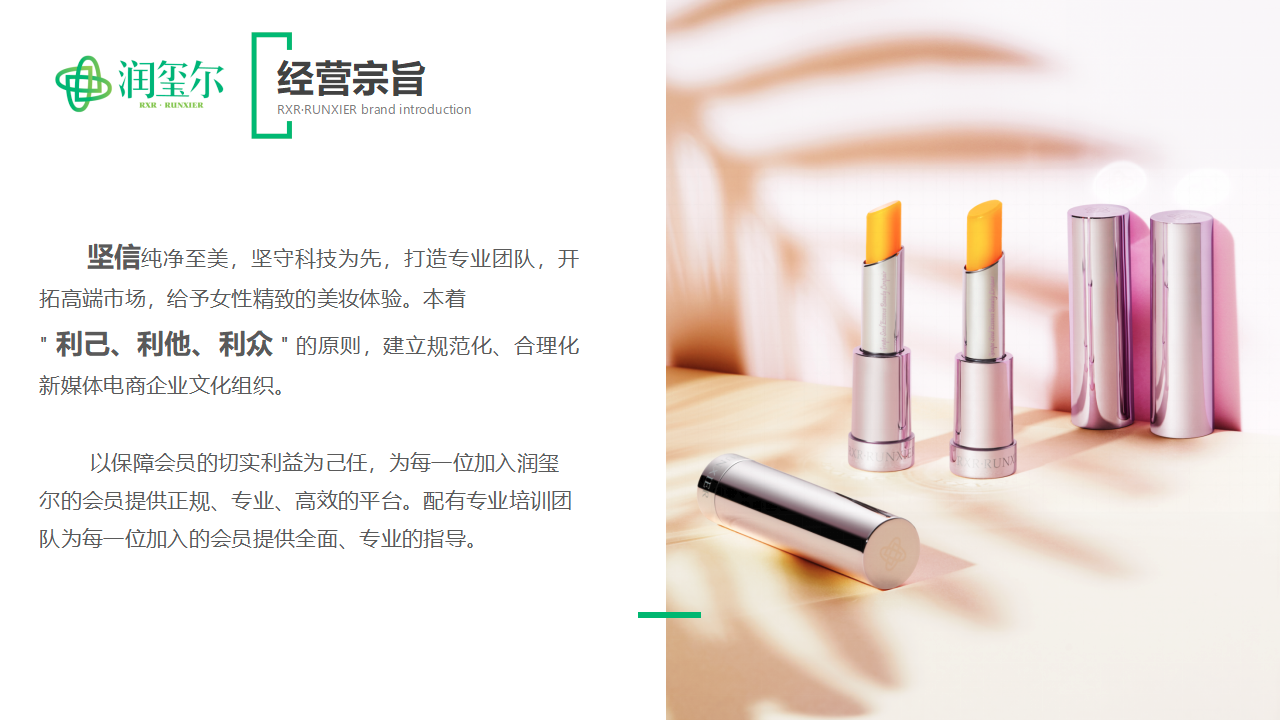 润玺尔
RXR · RUNXIER
经营宗旨
RXR·RUNXIER brand introduction
坚信纯净至美，坚守科技为先，打造专业团队，开
拓高端市场，给予女性精致的美妆体验。本着
" 利己、利他、利众 " 的原则，建立规范化、合理化
新媒体电商企业文化组织。
以保障会员的切实利益为己任，为每一位加入润玺
尔的会员提供正规、专业、高效的平台。配有专业培训团
队为每一位加入的会员提供全面、专业的指导。
RXR·RUNXIE
RXR·RUNX